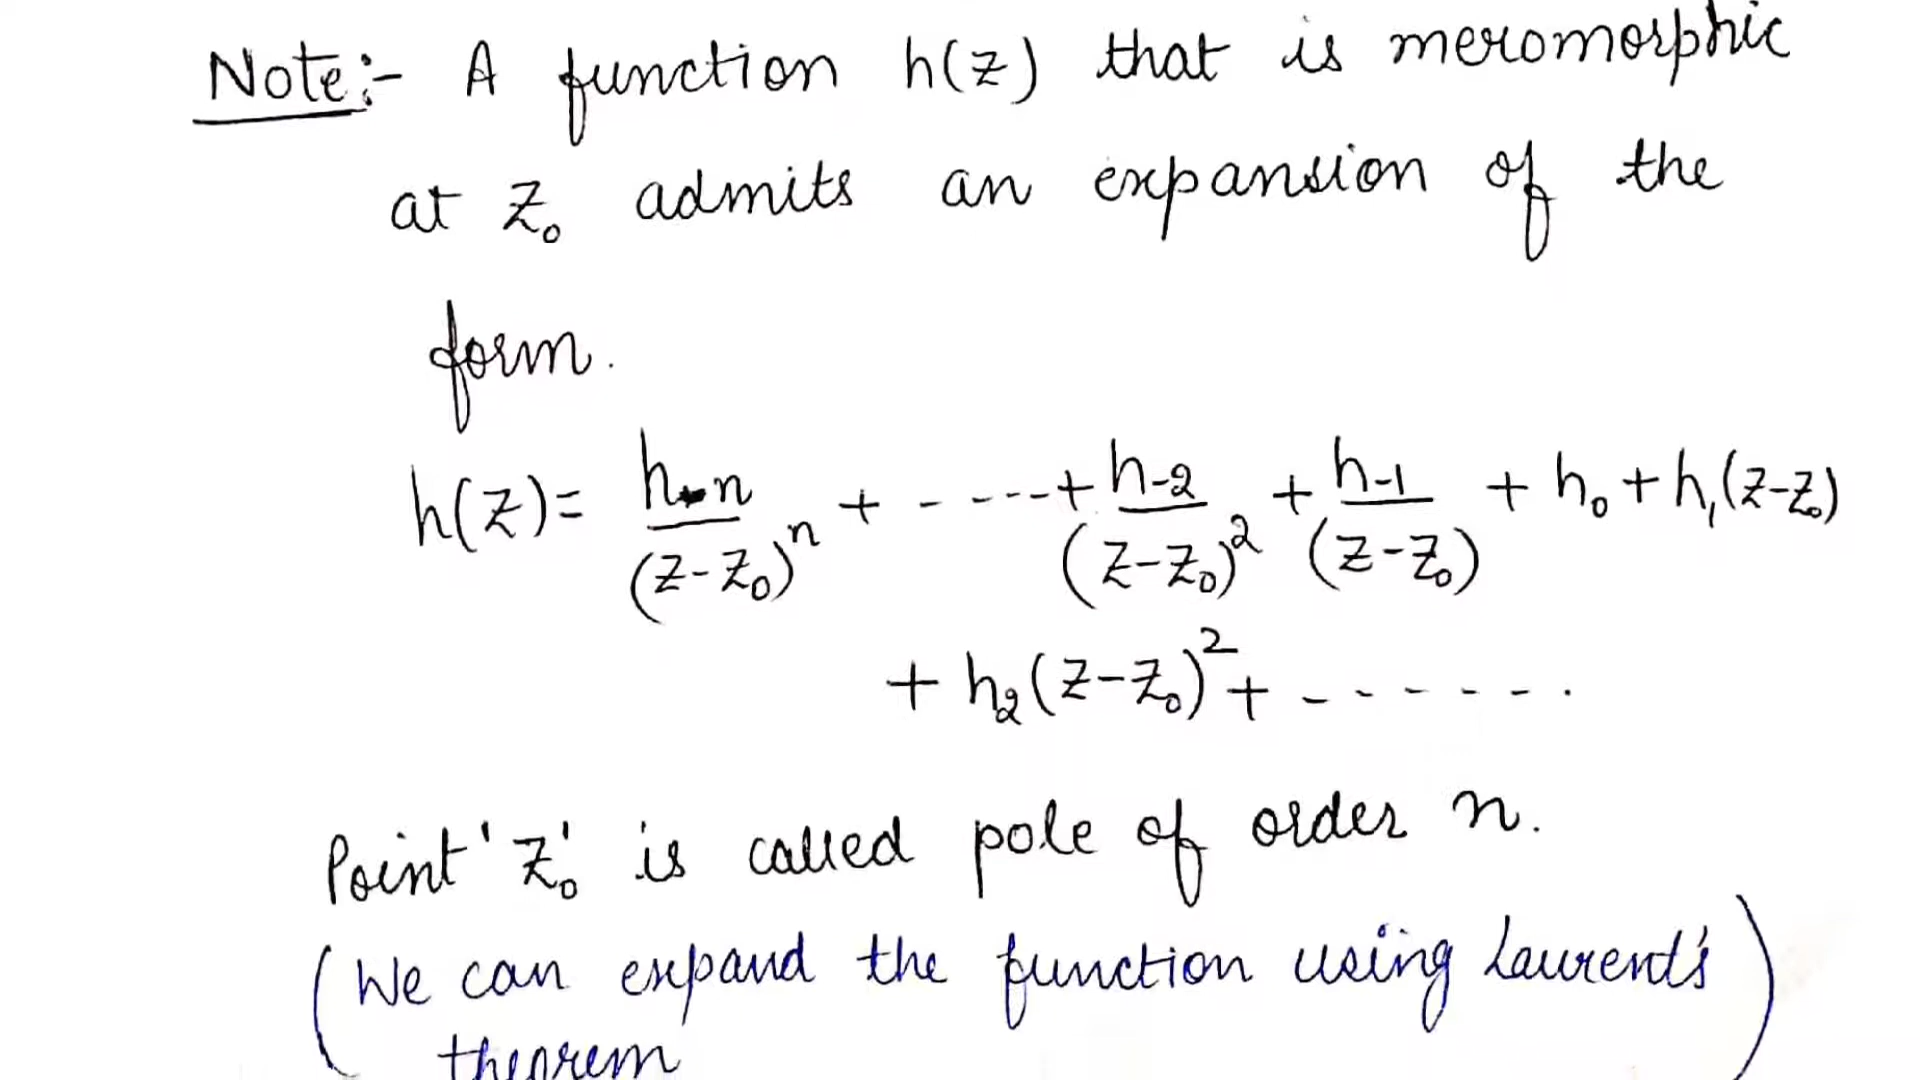 Note:- A function h(z) that is meromorphic
at z₀ admits an expansion of the
form.
h(z) = h₋n/(z-z₀)ⁿ + - ---- + h₋₂/(z-z₀)² + h₋₁/(z-z₀) + h₀ + h₁(z-z₀)
+ h₂(z-z₀)² + - - - - - - .
Point 'z₀' is called pole of order n.
(We can expand the function using Laurent's
theorem)